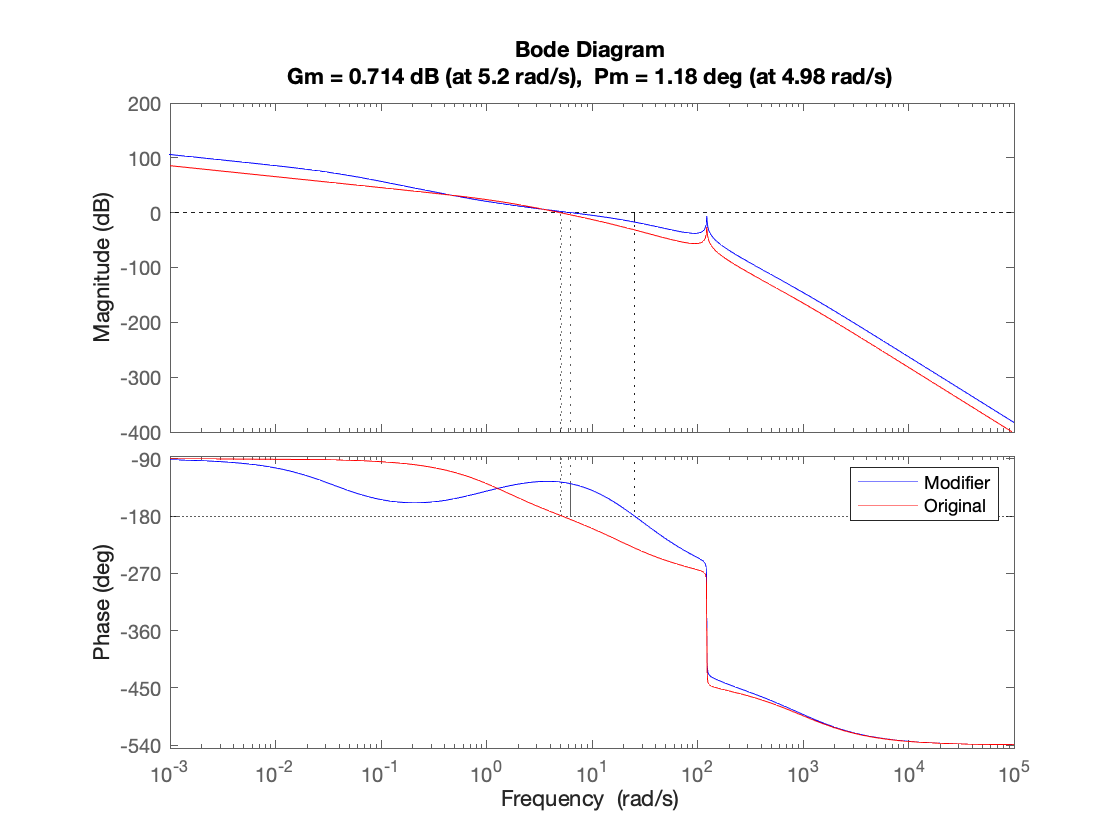 Bode Diagram
Gm = 0.714 dB (at 5.2 rad/s),  Pm = 1.18 deg (at 4.98 rad/s)
Magnitude (dB)
200
100
0
-100
-200
-300
-400
Phase (deg)
-90
-180
-270
-360
-450
-540
Modifier
Original
10^-3 10^-2 10^-1 10^0 10^1 10^2 10^3 10^4 10^5
Frequency  (rad/s)